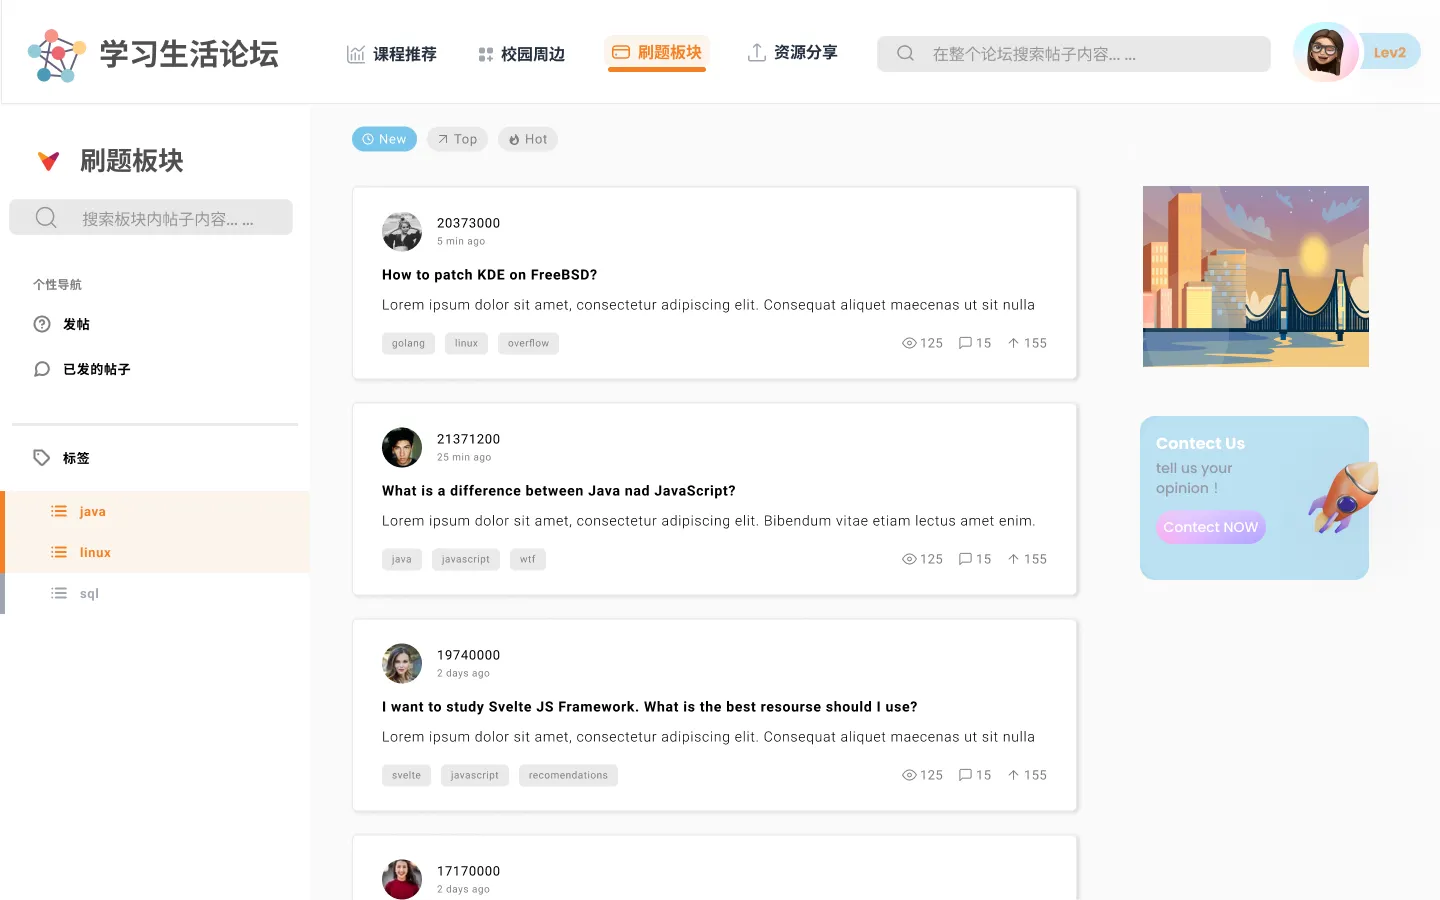 学习生活论坛
课程推荐
校园周边
刷题板块
资源分享
在整个论坛搜索帖子内容... ...
Lev2
刷题板块
搜索板块内帖子内容... ...
个性导航
发帖
已发的帖子
标签
java
linux
sql
New
Top
Hot
20373000
5 min ago
How to patch KDE on FreeBSD?
Lorem ipsum dolor sit amet, consectetur adipiscing elit. Consequat aliquet maecenas ut sit nulla
golang linux overflow
125 15 155
21371200
25 min ago
What is a difference between Java nad JavaScript?
Lorem ipsum dolor sit amet, consectetur adipiscing elit. Bibendum vitae etiam lectus amet enim.
java javascript wtf
125 15 155
19740000
2 days ago
I want to study Svelte JS Framework. What is the best resourse should I use?
Lorem ipsum dolor sit amet, consectetur adipiscing elit. Consequat aliquet maecenas ut sit nulla
svelte javascript recomendations
125 15 155
17170000
2 days ago
Contect Us
tell us your
opinion！
Contect NOW